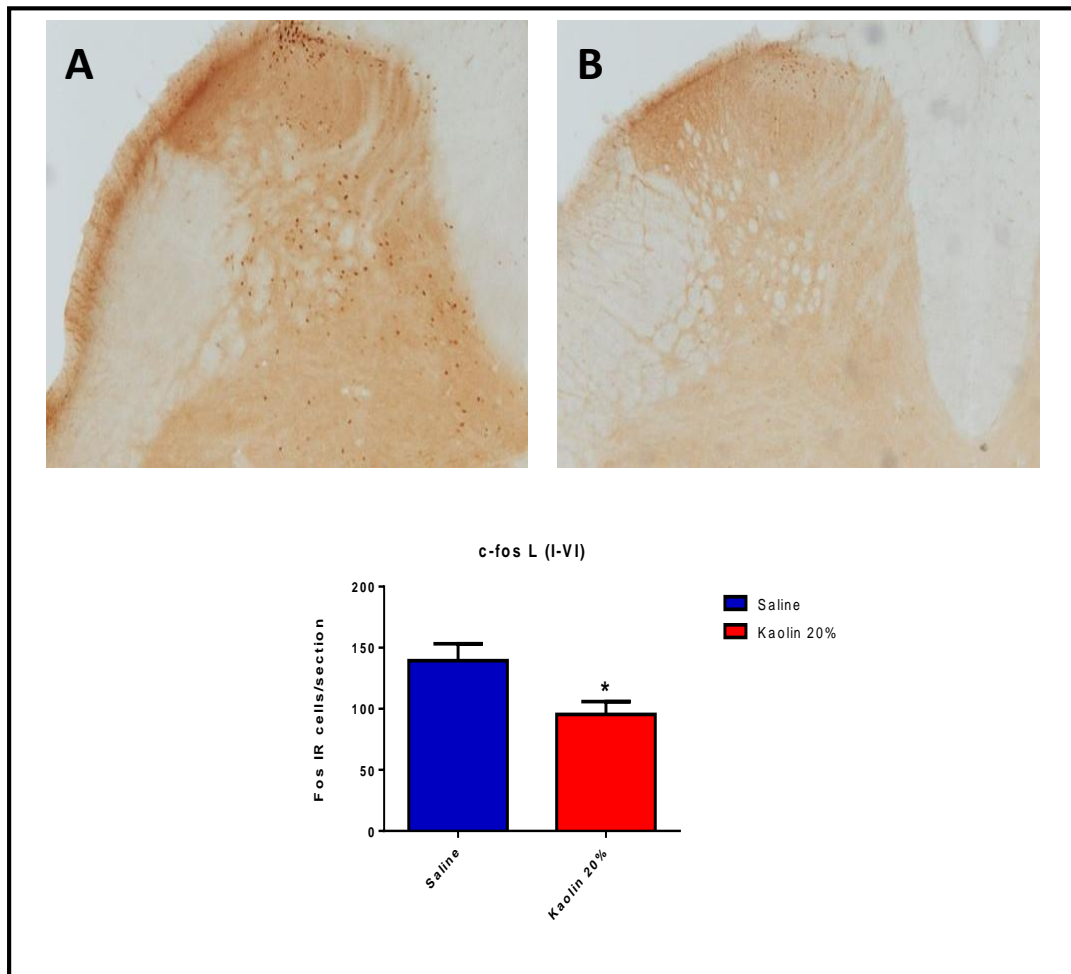 A
B
c-fos L (I-VI)
200
150
100
50
0
Fos IR cells/section
*
Saline
Kaolin 20%
Saline
Kaolin 20%